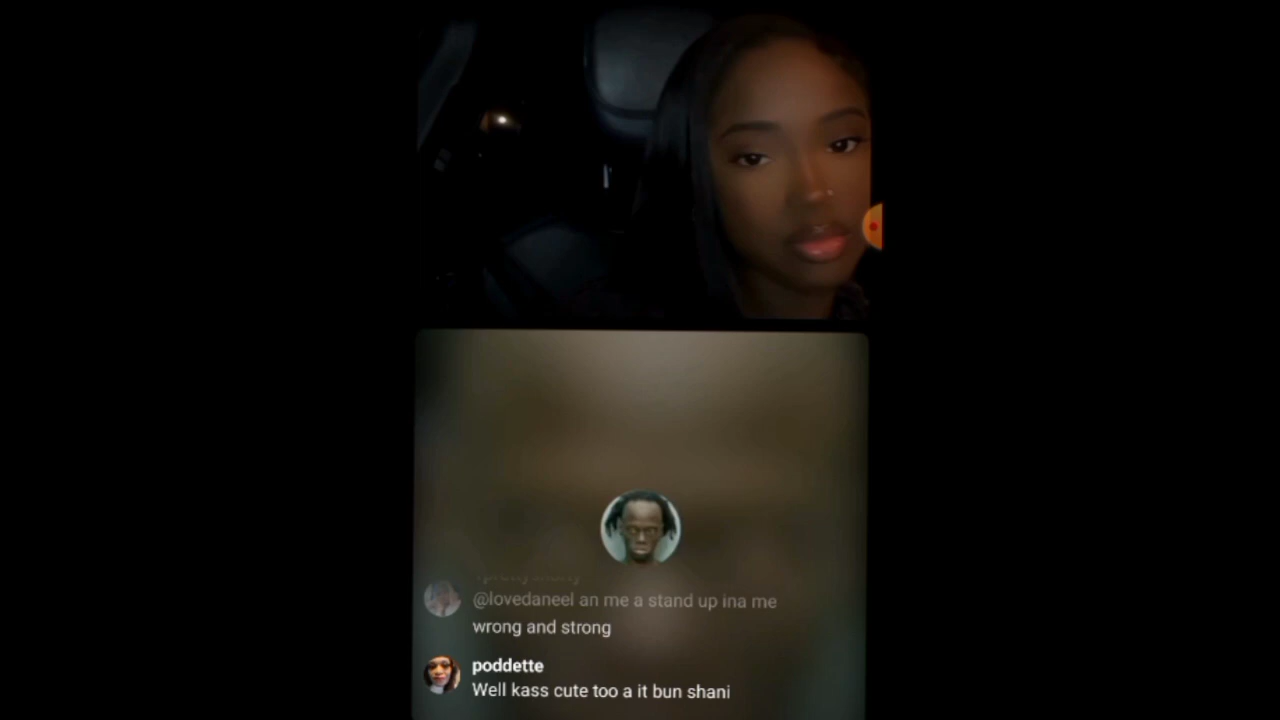 @lovedaneel an me a stand up ina me
wrong and strong
poddette
Well kass cute too a it bun shani